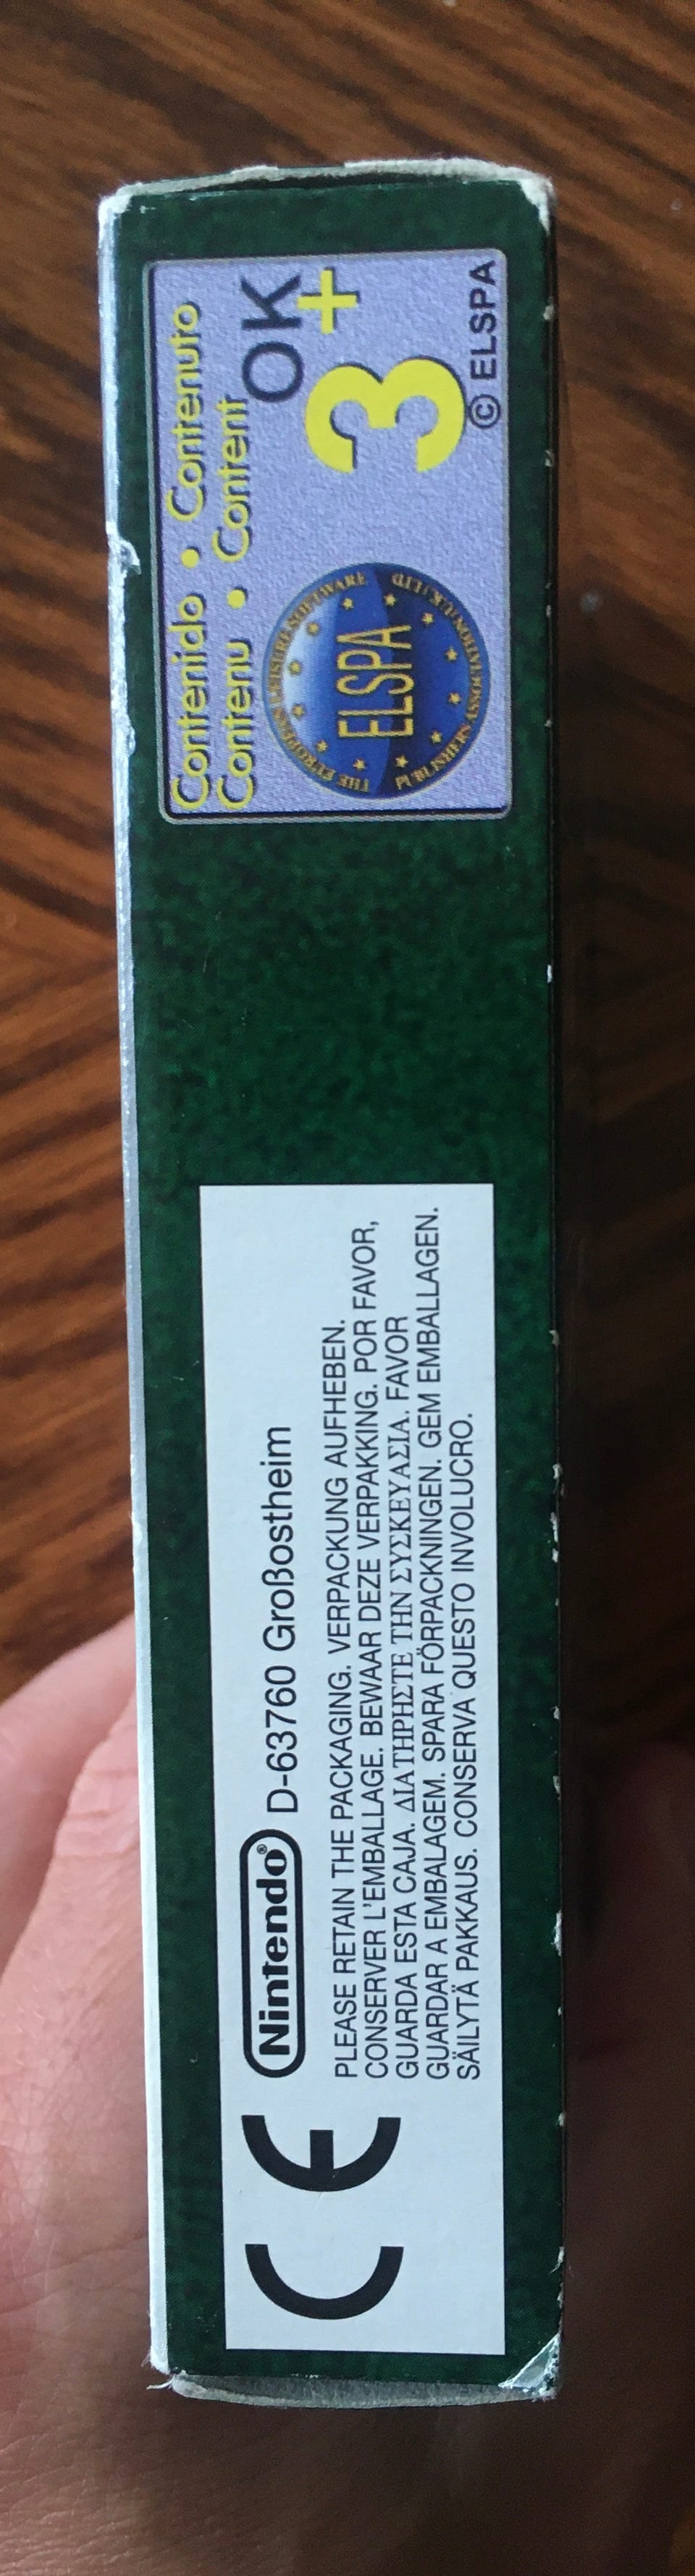 CE
Nintendo® D-63760 Großostheim
PLEASE RETAIN THE PACKAGING. VERPACKUNG AUFHEBEN.
CONSERVER L'EMBALLAGE. BEWAAR DEZE VERPAKKING. POR FAVOR,
GUARDA ESTA CAJA. ΔΙΑΤΗΡΗΣΤΕ ΤΗΝ ΣΥΣΚΕΥΑΣΙΑ. FAVOR
GUARDAR A EMBALAGEM. SPARA FÖRPACKNINGEN. GEM EMBALLAGEN.
SÄILYTÄ PAKKAUS. CONSERVA QUESTO INVOLUCRO.
Contenido • Contenuto
Contenu • Content
OK
3+
THE EUROPEAN LEISURE SOFTWARE
ELSPA
PUBLISHERS ASSOCIATION (U.K.) LTD
© ELSPA